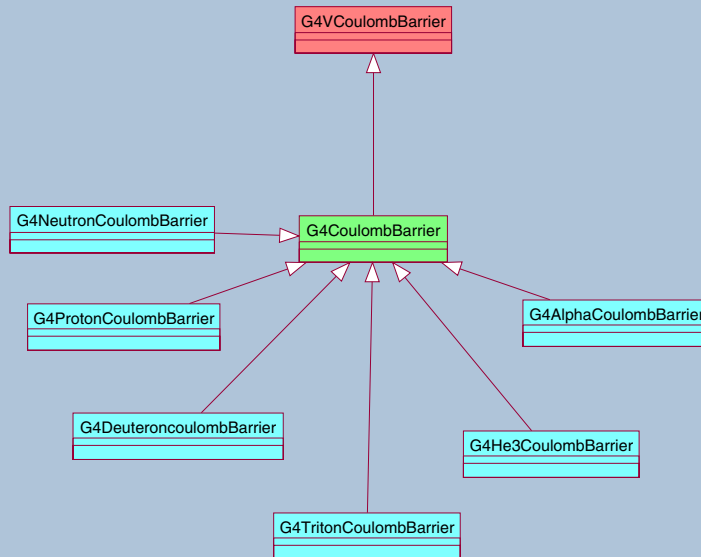 G4VCoulombBarrier
G4NeutronCoulombBarrier
G4CoulombBarrier
G4ProtonCoulombBarrier
G4AlphaCoulombBarrier
G4DeuteroncoulombBarrier
G4He3CoulombBarrier
G4TritonCoulombBarrier